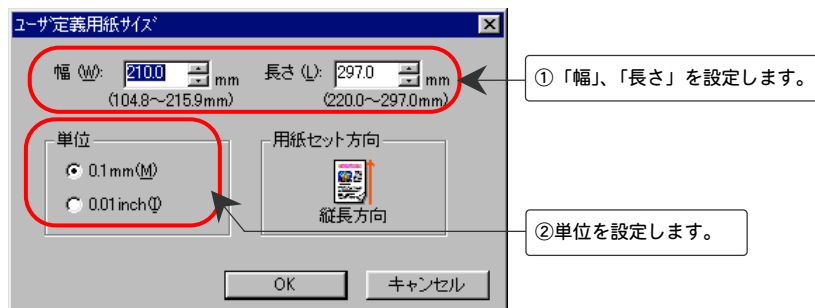 ユーザ定義用紙サイズ
幅(W): 210.0 mm 長さ(L): 297.0 mm
(104.8～215.9mm) (220.0～297.0mm)
①「幅」、「長さ」を設定します。
単位 用紙セット方向
0.1mm(M)
0.01inch(I)
縦長方向
②単位を設定します。
OK キャンセル